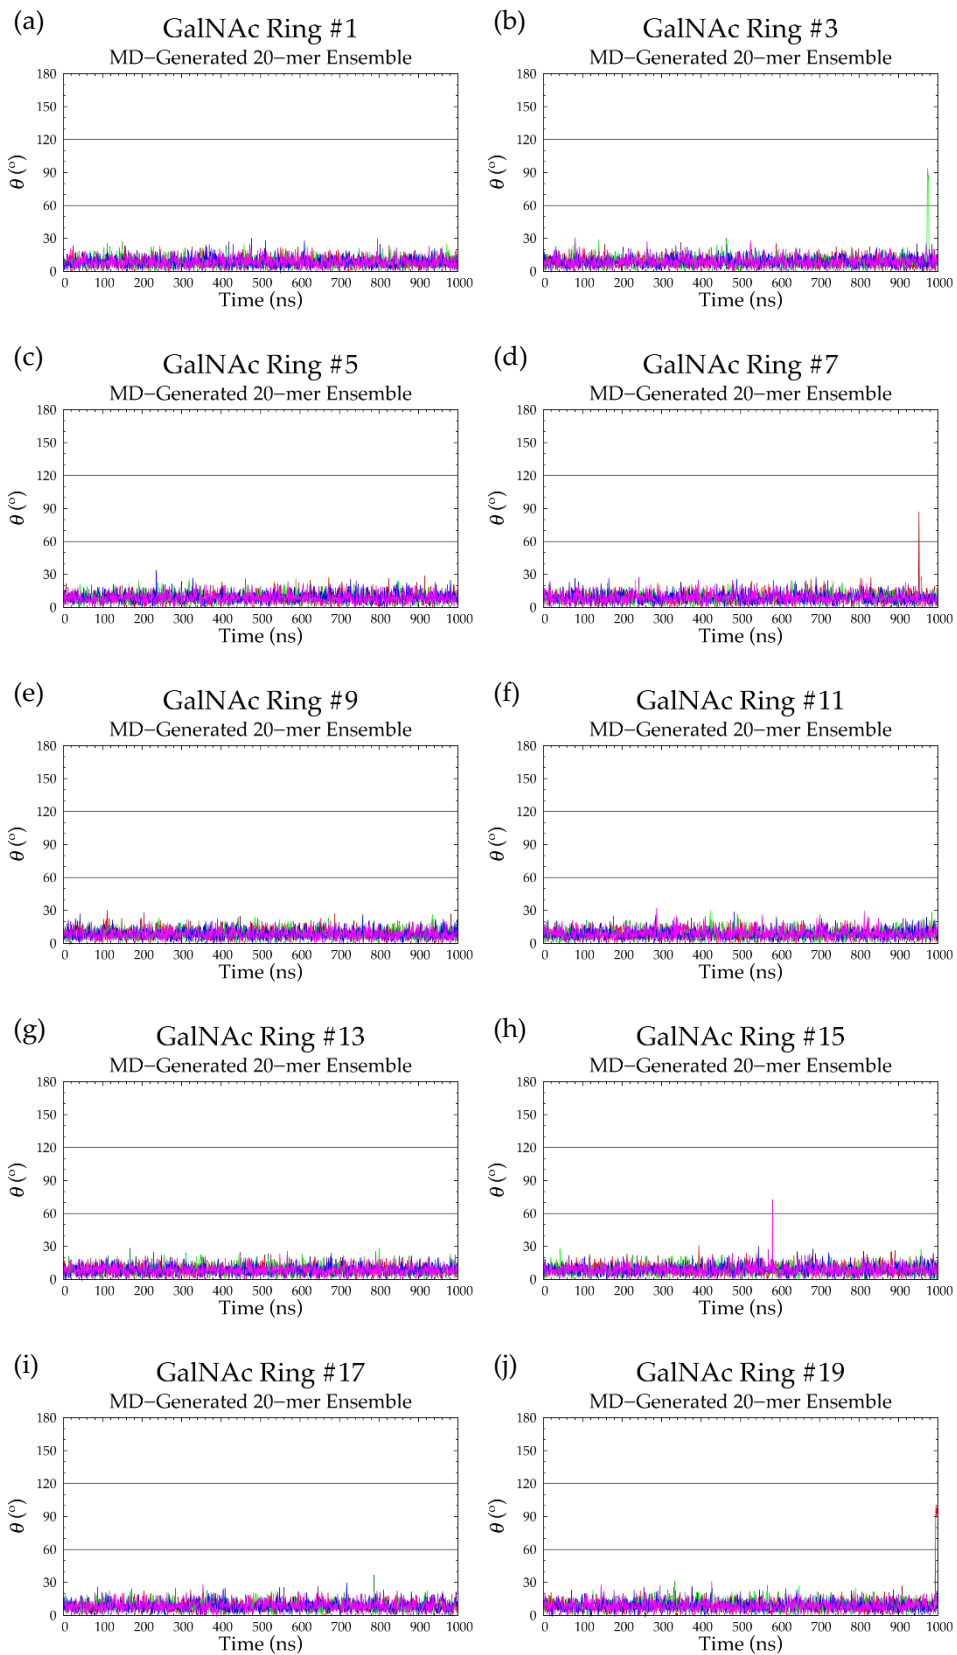 (a)
GalNAc Ring #1
MD−Generated 20−mer Ensemble
180
150
120
90
60
30
0
θ (°)
0 100 200 300 400 500 600 700 800 900 1000
Time (ns)
(b)
GalNAc Ring #3
MD−Generated 20−mer Ensemble
180
150
120
90
60
30
0
θ (°)
0 100 200 300 400 500 600 700 800 900 1000
Time (ns)
(c)
GalNAc Ring #5
MD−Generated 20−mer Ensemble
180
150
120
90
60
30
0
θ (°)
0 100 200 300 400 500 600 700 800 900 1000
Time (ns)
(d)
GalNAc Ring #7
MD−Generated 20−mer Ensemble
180
150
120
90
60
30
0
θ (°)
0 100 200 300 400 500 600 700 800 900 1000
Time (ns)
(e)
GalNAc Ring #9
MD−Generated 20−mer Ensemble
180
150
120
90
60
30
0
θ (°)
0 100 200 300 400 500 600 700 800 900 1000
Time (ns)
(f)
GalNAc Ring #11
MD−Generated 20−mer Ensemble
180
150
120
90
60
30
0
θ (°)
0 100 200 300 400 500 600 700 800 900 1000
Time (ns)
(g)
GalNAc Ring #13
MD−Generated 20−mer Ensemble
180
150
120
90
60
30
0
θ (°)
0 100 200 300 400 500 600 700 800 900 1000
Time (ns)
(h)
GalNAc Ring #15
MD−Generated 20−mer Ensemble
180
150
120
90
60
30
0
θ (°)
0 100 200 300 400 500 600 700 800 900 1000
Time (ns)
(i)
GalNAc Ring #17
MD−Generated 20−mer Ensemble
180
150
120
90
60
30
0
θ (°)
0 100 200 300 400 500 600 700 800 900 1000
Time (ns)
(j)
GalNAc Ring #19
MD−Generated 20−mer Ensemble
180
150
120
90
60
30
0
θ (°)
0 100 200 300 400 500 600 700 800 900 1000
Time (ns)